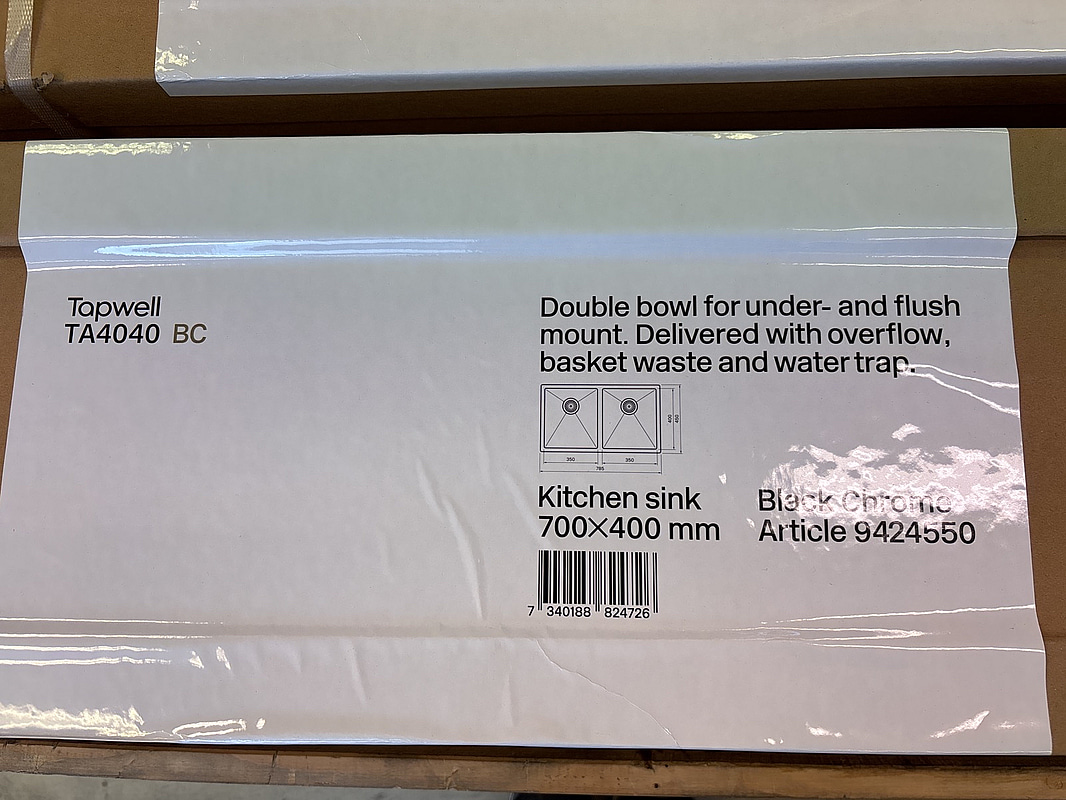 Tapwell
TA4040 BC
Double bowl for under- and flush
mount. Delivered with overflow,
basket waste and water trap.
400
450
350
350
785
Kitchen sink
700×400 mm
Black Chrome
Article 9424550
7 340188 824726